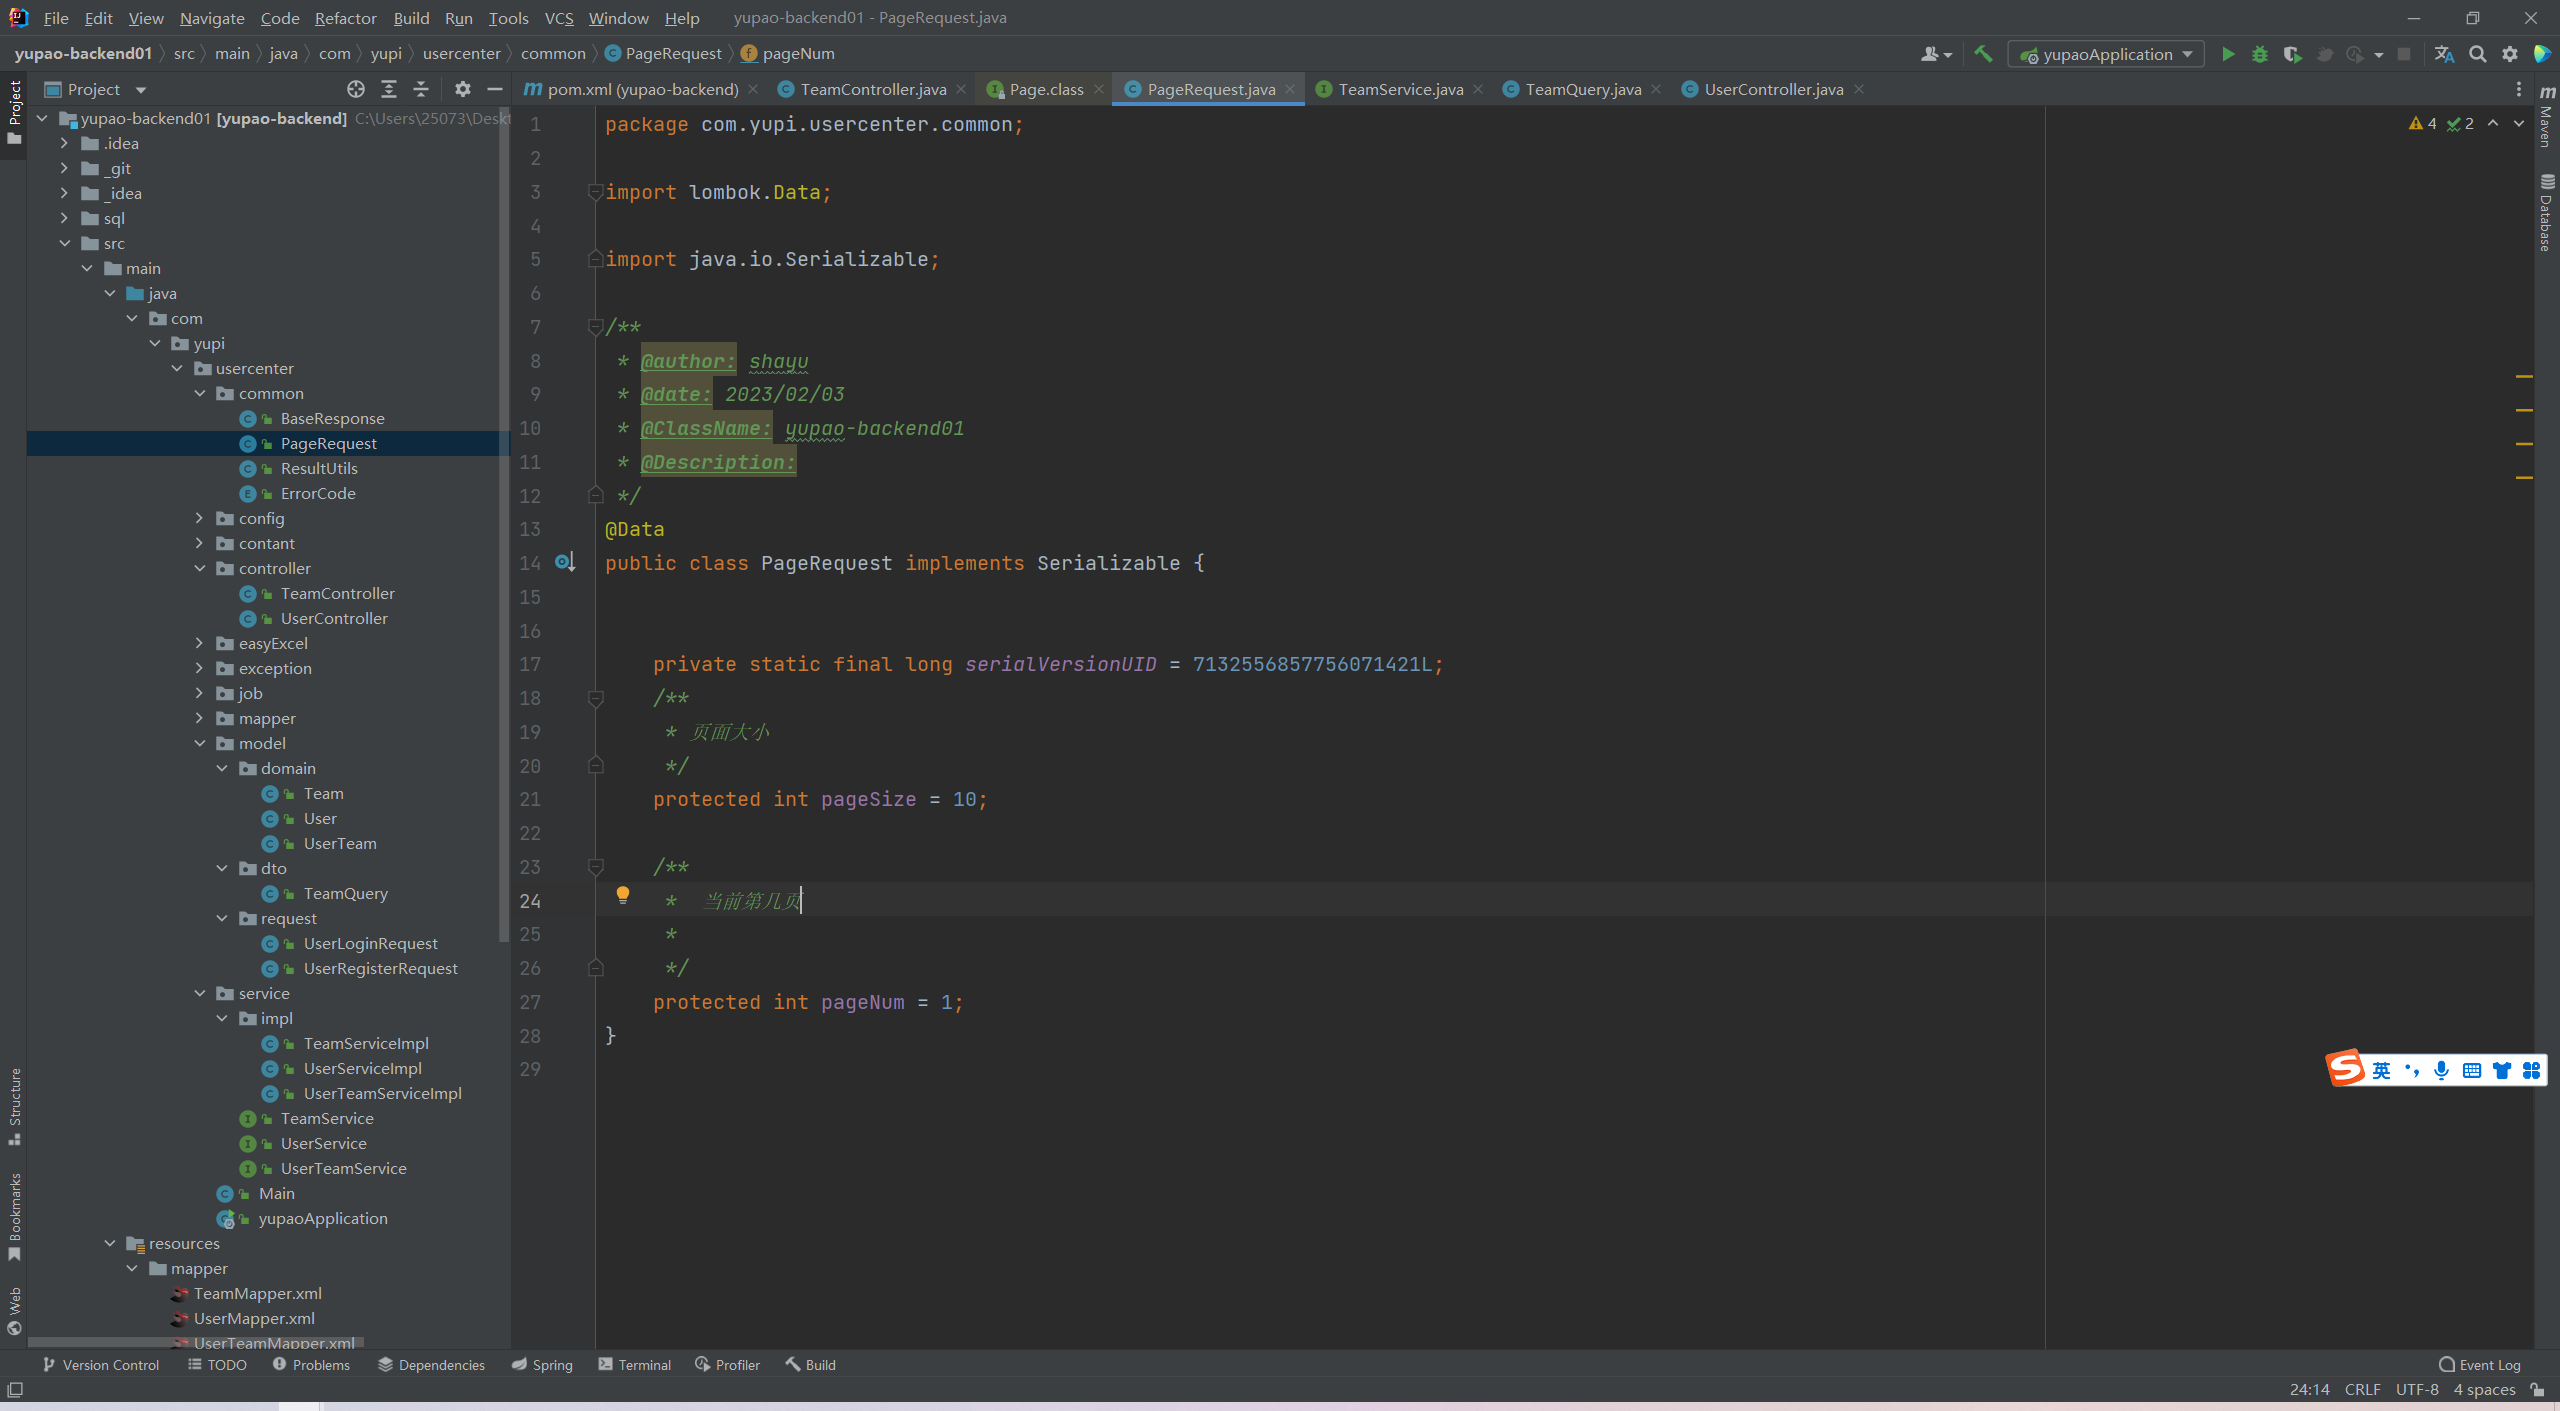 File Edit View Navigate Code Refactor Build Run Tools VCS Window Help yupao-backend01 - PageRequest.java
yupao-backend01 src main java com yupi usercenter common PageRequest pageNum yupaoApplication
Project
pom.xml (yupao-backend) TeamController.java Page.class PageRequest.java TeamService.java TeamQuery.java UserController.java
Project
Structure
Bookmarks
Web
yupao-backend01 [yupao-backend] C:\Users\25073\Deskt
.idea
_git
_idea
sql
src
main
java
com
yupi
usercenter
common
BaseResponse
PageRequest
ResultUtils
ErrorCode
config
contant
controller
TeamController
UserController
easyExcel
exception
job
mapper
model
domain
Team
User
UserTeam
dto
TeamQuery
request
UserLoginRequest
UserRegisterRequest
service
impl
TeamServiceImpl
UserServiceImpl
UserTeamServiceImpl
TeamService
UserService
UserTeamService
Main
yupaoApplication
resources
mapper
TeamMapper.xml
UserMapper.xml
UserTeamMapper.xml
4 2
1 package com.yupi.usercenter.common;
2
3 import lombok.Data;
4
5 import java.io.Serializable;
6
7 /**
8 * @author: shayu
9 * @date: 2023/02/03
10 * @ClassName: yupao-backend01
11 * @Description:
12 */
13 @Data
14 public class PageRequest implements Serializable {
15
16
17 private static final long serialVersionUID = 7132556857756071421L;
18 /**
19 * 页面大小
20 */
21 protected int pageSize = 10;
22
23 /**
24 * 当前第几页
25 *
26 */
27 protected int pageNum = 1;
28 }
29
Maven
Database
英
Version Control TODO Problems Dependencies Spring Terminal Profiler Build Event Log
24:14 CRLF UTF-8 4 spaces